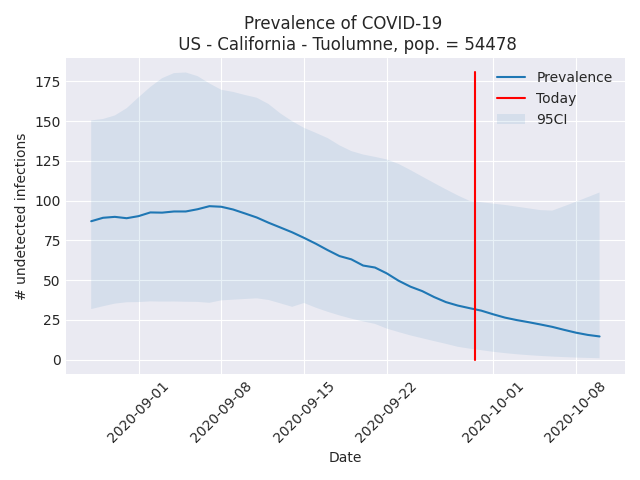 Prevalence of COVID-19
US - California - Tuolumne, pop. = 54478
Prevalence
Today
95CI
# undetected infections
175
150
125
100
75
50
25
0
2020-09-01
2020-09-08
2020-09-15
2020-09-22
2020-10-01
2020-10-08
Date